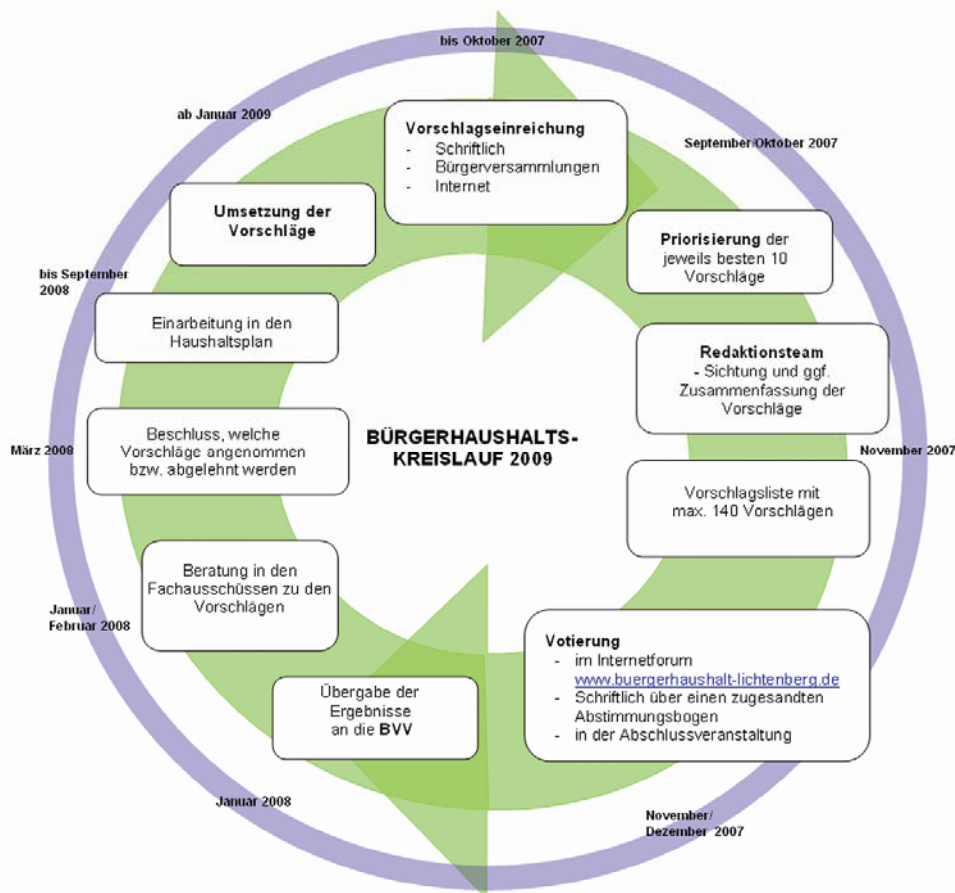 bis Oktober 2007
Vorschlagseinreichung
- Schriftlich
- Bürgerversammlungen
- Internet
September/Oktober 2007
Priorisierung der
jeweils besten 10
Vorschläge
Redaktionsteam
- Sichtung und ggf.
Zusammenfassung der
Vorschläge
November 2007
Vorschlagsliste mit
max. 140 Vorschlägen
Votierung
- im Internetforum
www.buergerhaushalt-lichtenberg.de
- Schriftlich über einen zugesandten
Abstimmungsbogen
- in der Abschlussveranstaltung
November/
Dezember 2007
Übergabe der
Ergebnisse
an die BVV
Januar 2008
Beratung in den
Fachausschüssen zu den
Vorschlägen
Januar/
Februar 2008
Beschluss, welche
Vorschläge angenommen
bzw. abgelehnt werden
März 2008
Einarbeitung in den
Haushaltsplan
bis September
2008
Umsetzung der
Vorschläge
ab Januar 2009
BÜRGERHAUSHALTS-
KREISLAUF 2009